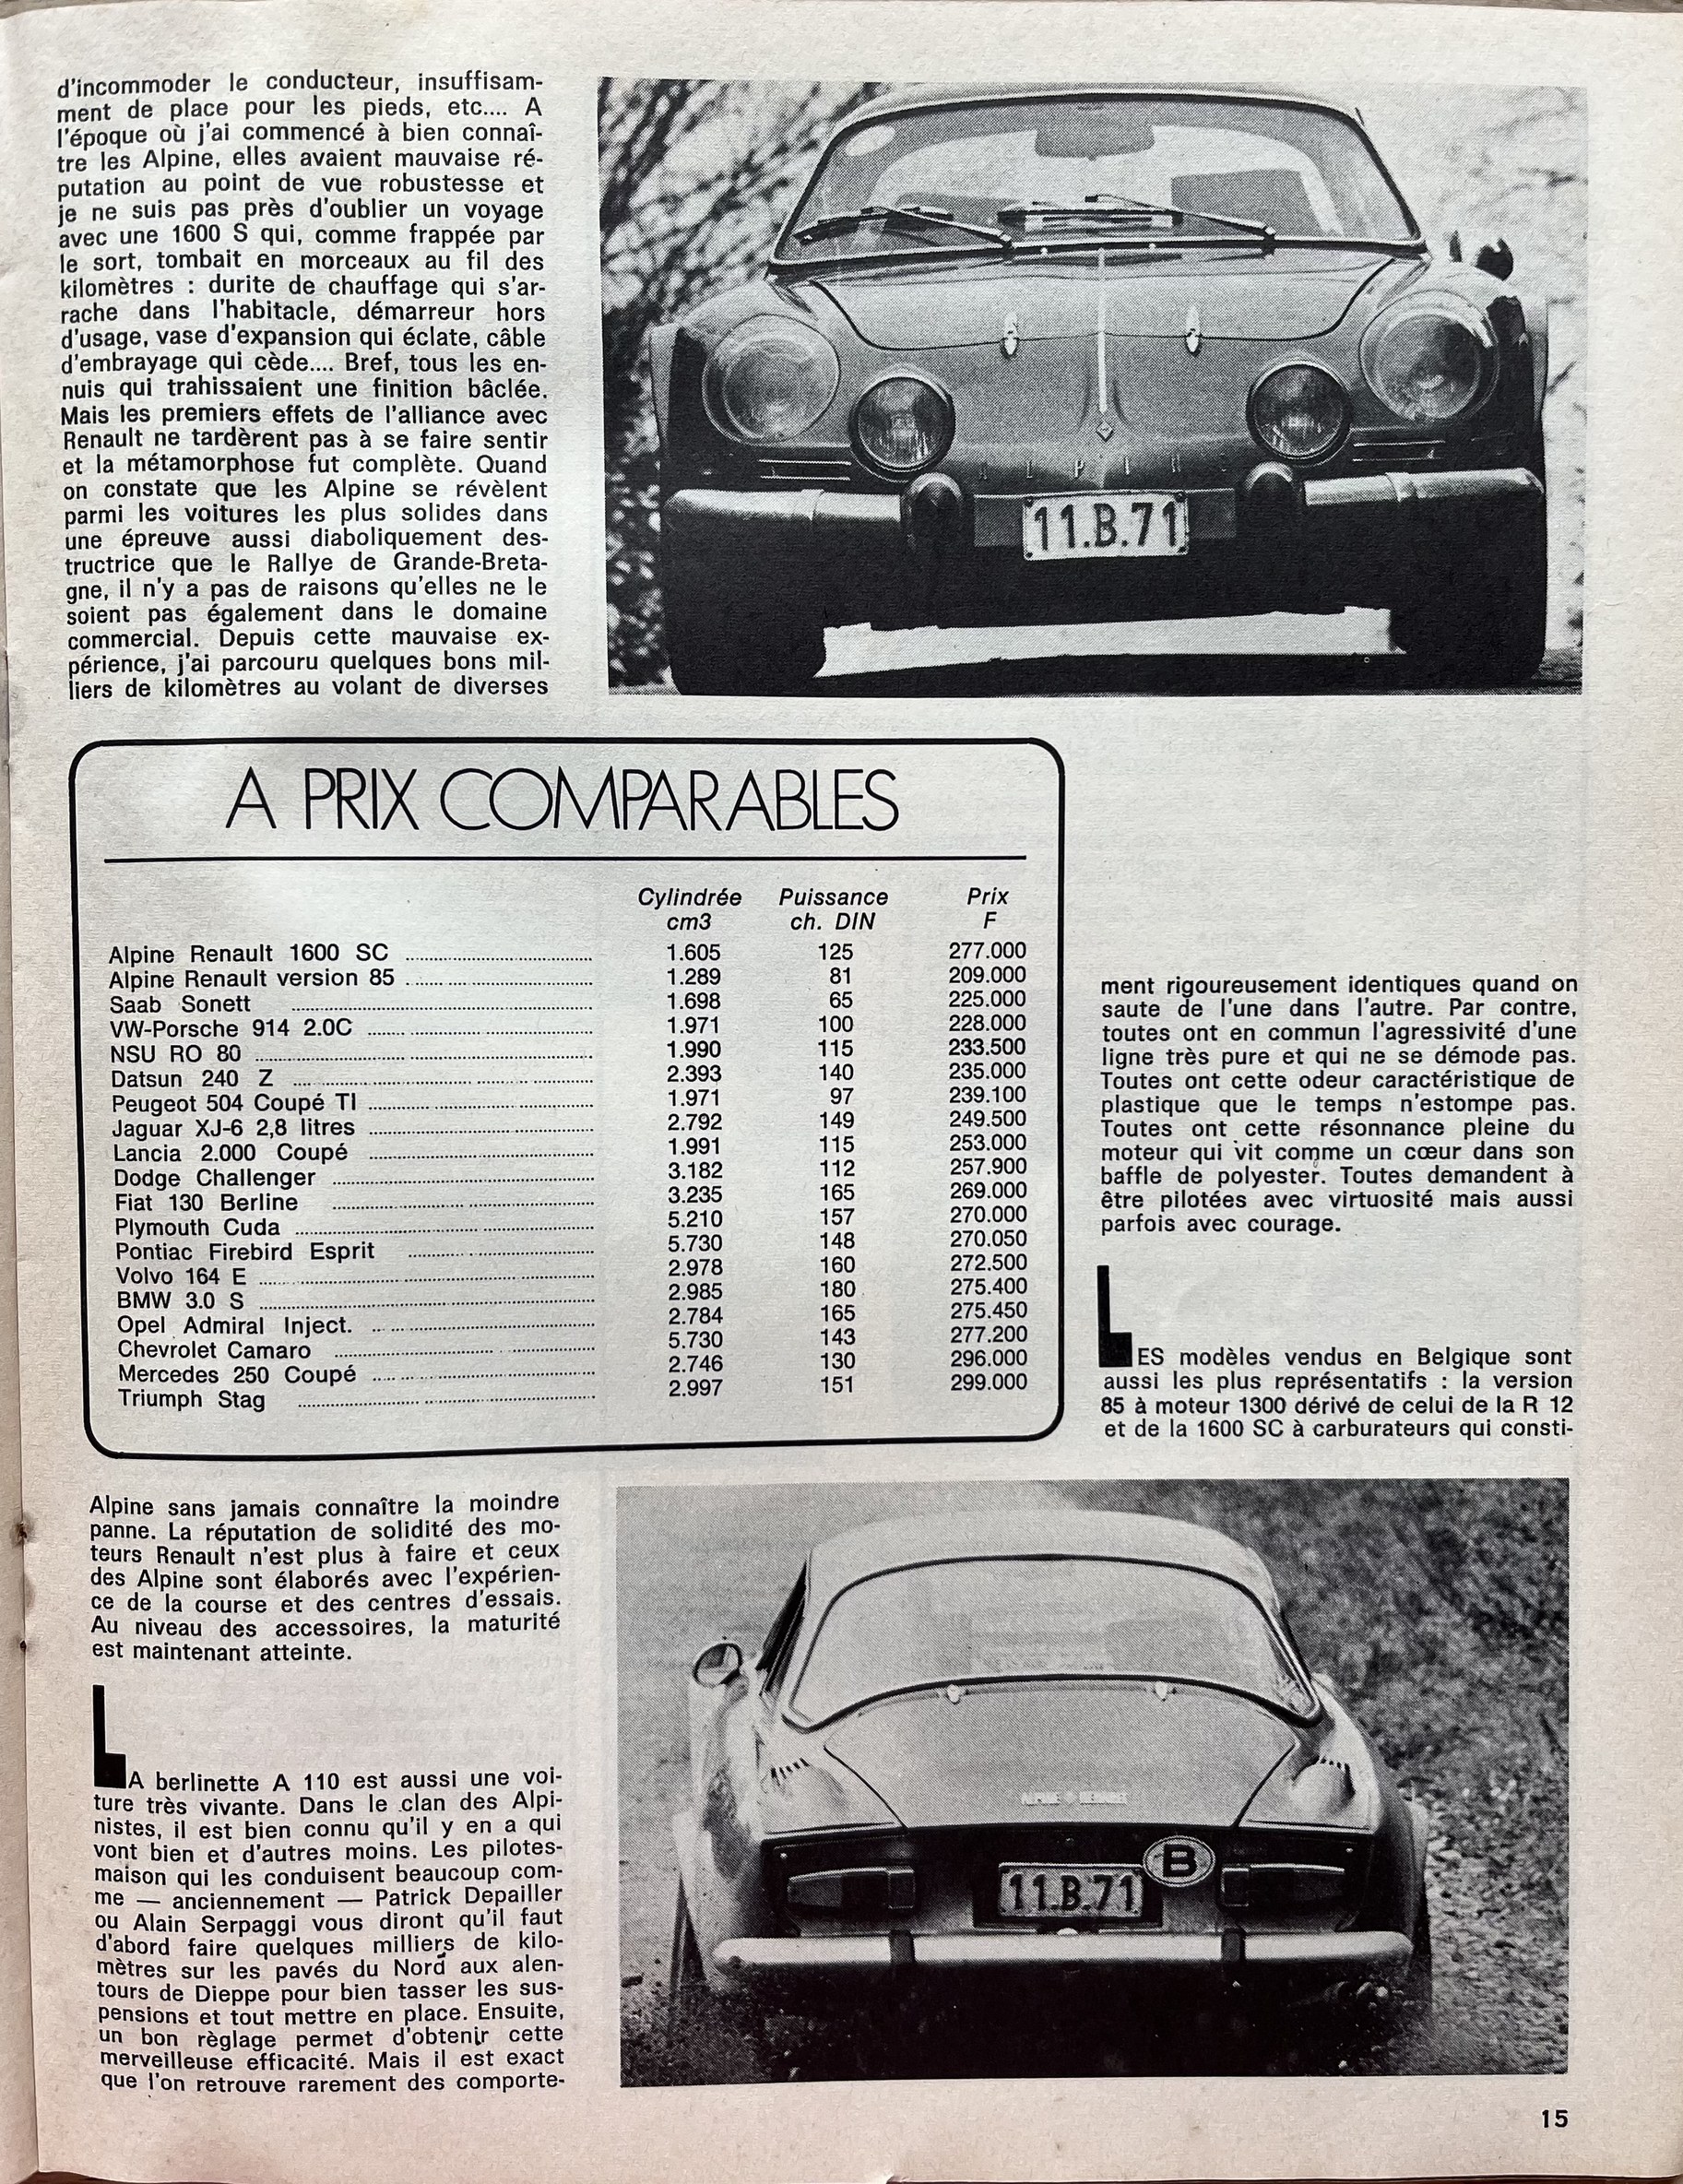 d'incommoder le conducteur, insuffisam-
ment de place pour les pieds, etc.... A
l'époque où j'ai commencé à bien connaî-
tre les Alpine, elles avaient mauvaise ré-
putation au point de vue robustesse et
je ne suis pas près d'oublier un voyage
avec une 1600 S qui, comme frappée par
le sort, tombait en morceaux au fil des
kilomètres : durite de chauffage qui s'ar-
rache dans l'habitacle, démarreur hors
d'usage, vase d'expansion qui éclate, câble
d'embrayage qui cède.... Bref, tous les en-
nuis qui trahissaient une finition bâclée.
Mais les premiers effets de l'alliance avec
Renault ne tardèrent pas à se faire sentir
et la métamorphose fut complète. Quand
on constate que les Alpine se révèlent
parmi les voitures les plus solides dans
une épreuve aussi diaboliquement des-
tructrice que le Rallye de Grande-Breta-
gne, il n'y a pas de raisons qu'elles ne le
soient pas également dans le domaine
commercial. Depuis cette mauvaise ex-
périence, j'ai parcouru quelques bons mil-
liers de kilomètres au volant de diverses
ALPINE
11.B.71
A PRIX COMPARABLES
Cylindrée Puissance Prix
cm3 ch. DIN F
Alpine Renault 1600 SC 1.605 125 277.000
Alpine Renault version 85 1.289 81 209.000
Saab Sonett 1.698 65 225.000
VW-Porsche 914 2.0C 1.971 100 228.000
NSU RO 80 1.990 115 233.500
Datsun 240 Z 2.393 140 235.000
Peugeot 504 Coupé TI 1.971 97 239.100
Jaguar XJ-6 2,8 litres 2.792 149 249.500
Lancia 2.000 Coupé 1.991 115 253.000
Dodge Challenger 3.182 112 257.900
Fiat 130 Berline 3.235 165 269.000
Plymouth Cuda 5.210 157 270.000
Pontiac Firebird Esprit 5.730 148 270.050
Volvo 164 E 2.978 160 272.500
BMW 3.0 S 2.985 180 275.400
Opel Admiral Inject. 2.784 165 275.450
Chevrolet Camaro 5.730 143 277.200
Mercedes 250 Coupé 2.746 130 296.000
Triumph Stag 2.997 151 299.000
Alpine sans jamais connaître la moindre
panne. La réputation de solidité des mo-
teurs Renault n'est plus à faire et ceux
des Alpine sont élaborés avec l'expérien-
ce de la course et des centres d'essais.
Au niveau des accessoires, la maturité
est maintenant atteinte.
LA berlinette A 110 est aussi une voi-
ture très vivante. Dans le clan des Alpi-
nistes, il est bien connu qu'il y en a qui
vont bien et d'autres moins. Les pilotes-
maison qui les conduisent beaucoup com-
me — anciennement — Patrick Depailler
ou Alain Serpaggi vous diront qu'il faut
d'abord faire quelques milliers de kilo-
mètres sur les pavés du Nord aux alen-
tours de Dieppe pour bien tasser les sus-
pensions et tout mettre en place. Ensuite,
un bon règlage permet d'obtenir cette
merveilleuse efficacité. Mais il est exact
que l'on retrouve rarement des comporte-
ment rigoureusement identiques quand on
saute de l'une dans l'autre. Par contre,
toutes ont en commun l'agressivité d'une
ligne très pure et qui ne se démode pas.
Toutes ont cette odeur caractéristique de
plastique que le temps n'estompe pas.
Toutes ont cette résonnance pleine du
moteur qui vit comme un cœur dans son
baffle de polyester. Toutes demandent à
être pilotées avec virtuosité mais aussi
parfois avec courage.
LES modèles vendus en Belgique sont
aussi les plus représentatifs : la version
85 à moteur 1300 dérivé de celui de la R 12
et de la 1600 SC à carburateurs qui consti-
ALPINE RENAULT
B
11.B.71
15